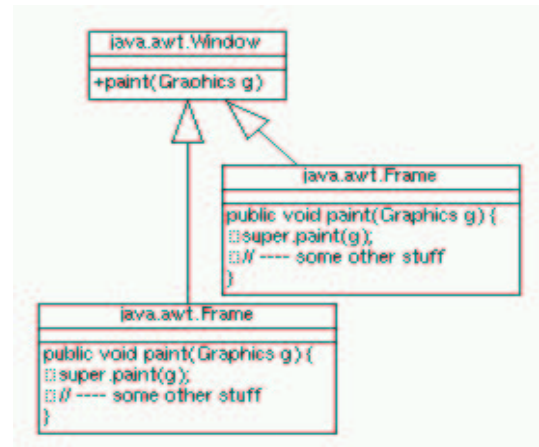 java.awt.Window
+paint(Graphics g)
java.awt.Frame
public void paint(Graphics g) {
super.paint(g);
// ---- some other stuff
}
java.awt.Frame
public void paint(Graphics g) {
super.paint(g);
// ---- some other stuff
}